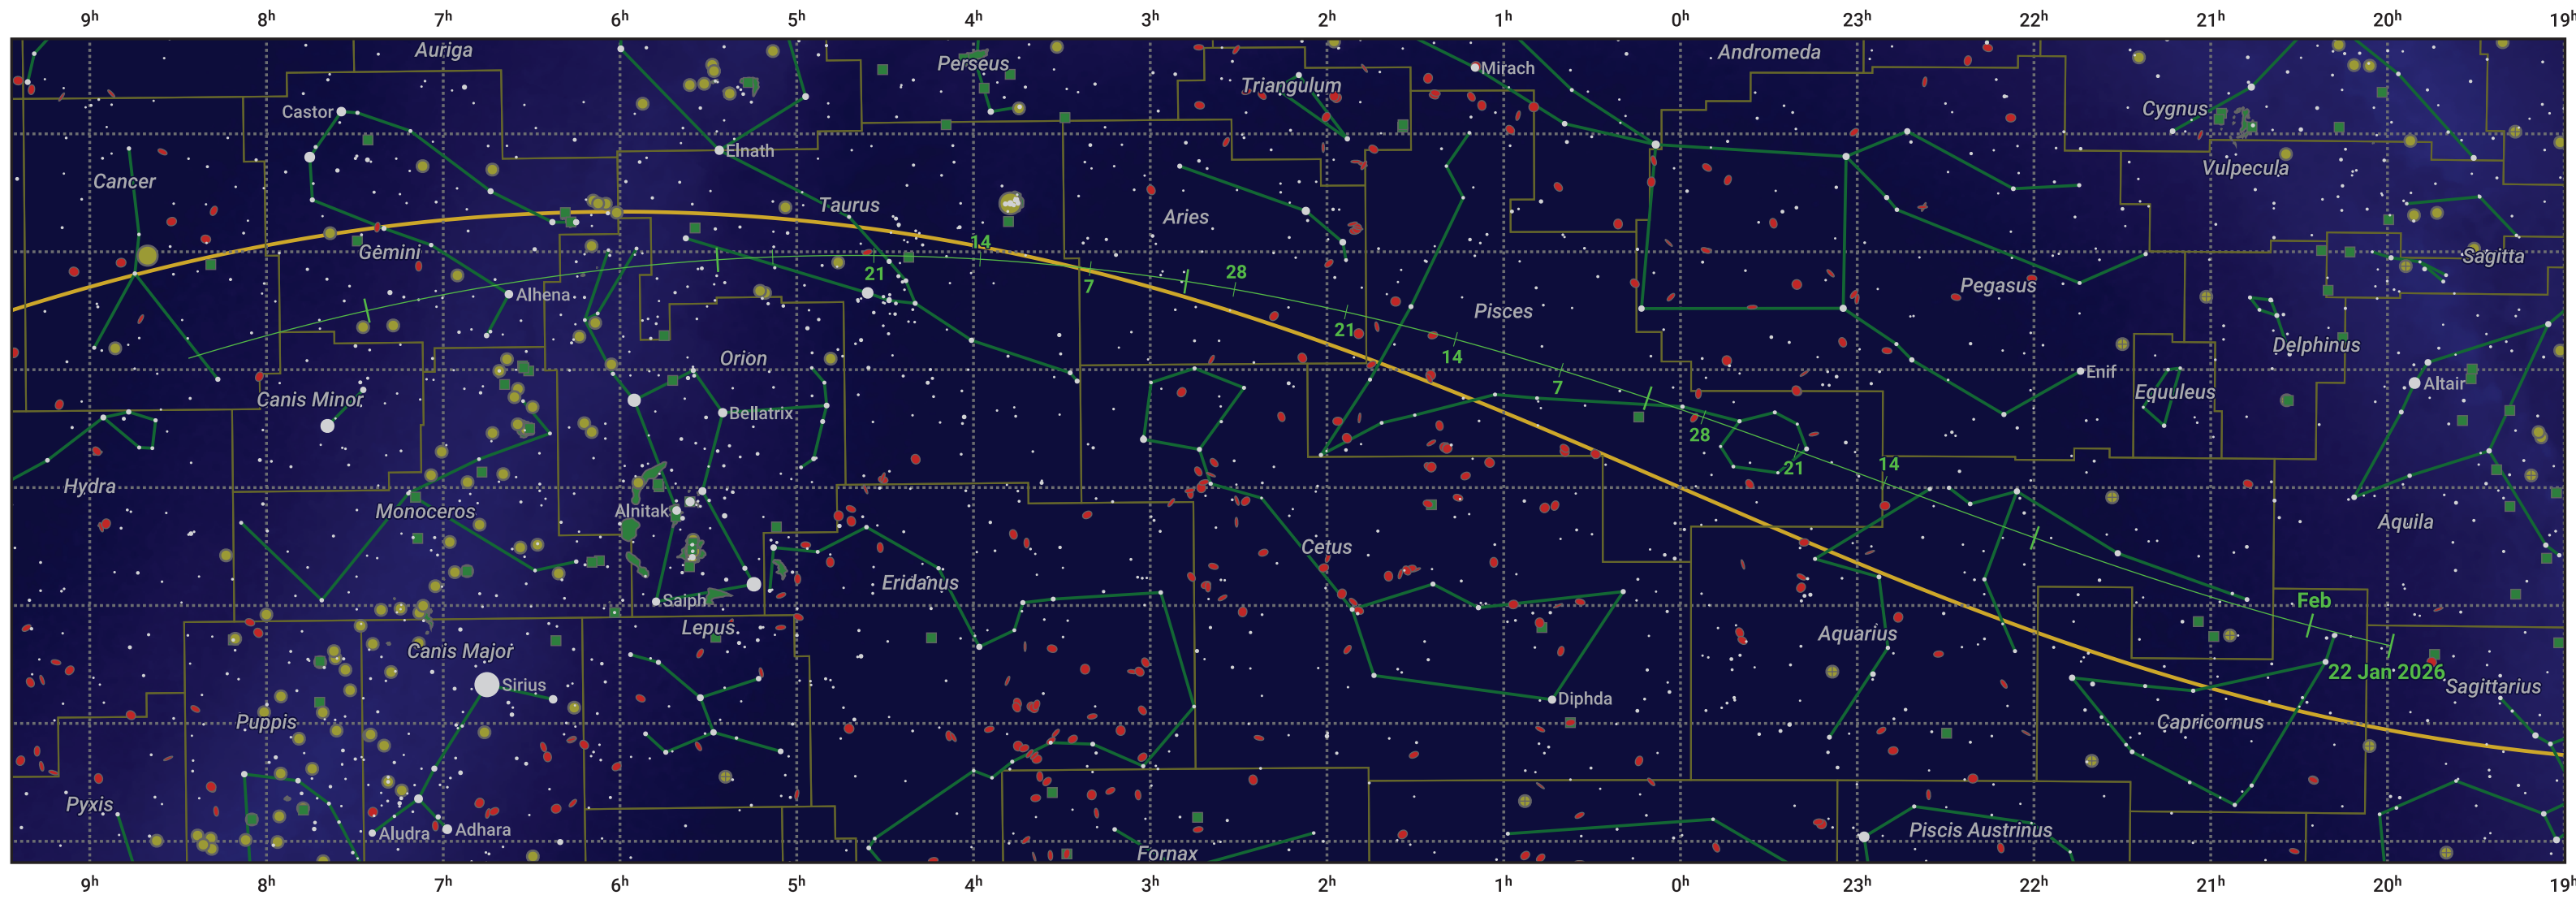 9h 8h 7h 6h 5h 4h 3h 2h 1h 0h 23h 22h 21h 20h 19h
Auriga
Perseus
Triangulum
Mirach
Andromeda
Castor
Cygnus
Elnath
Vulpecula
Cancer
Taurus
Aries
Gemini
14
Sagitta
21
28
7
Pegasus
Alhena
Pisces
21
14
Orion
Delphinus
7
Enif
Altair
Canis Minor
Bellatrix
Equuleus
28
21
14
Hydra
Monoceros
Alnitak
Aquila
Cetus
Eridanus
Saiph
Feb
Lepus
Aquarius
Canis Major
22 Jan 2026
Sirius
Sagittarius
Diphda
Puppis
Capricornus
Pyxis
Aludra
Adhara
Piscis Austrinus
Fornax
9h 8h 7h 6h 5h 4h 3h 2h 1h 0h 23h 22h 21h 20h 19h